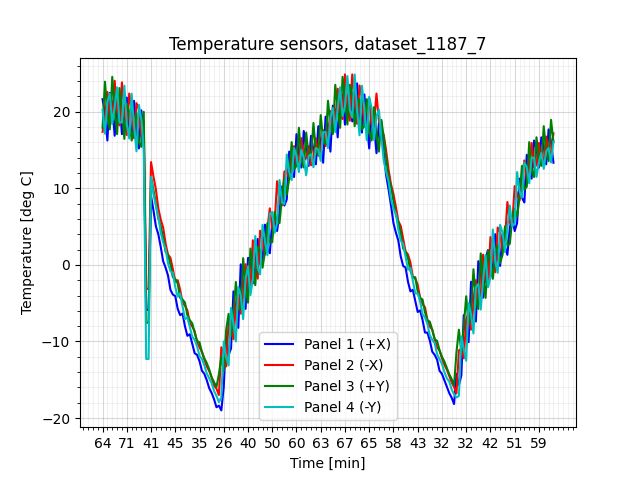 Temperature sensors, dataset_1187_7
Temperature [deg C]
20
10
0
−10
−20
Panel 1 (+X)
Panel 2 (-X)
Panel 3 (+Y)
Panel 4 (-Y)
64 71 41 45 35 26 40 50 60 63 67 65 58 43 32 32 42 51 59
Time [min]